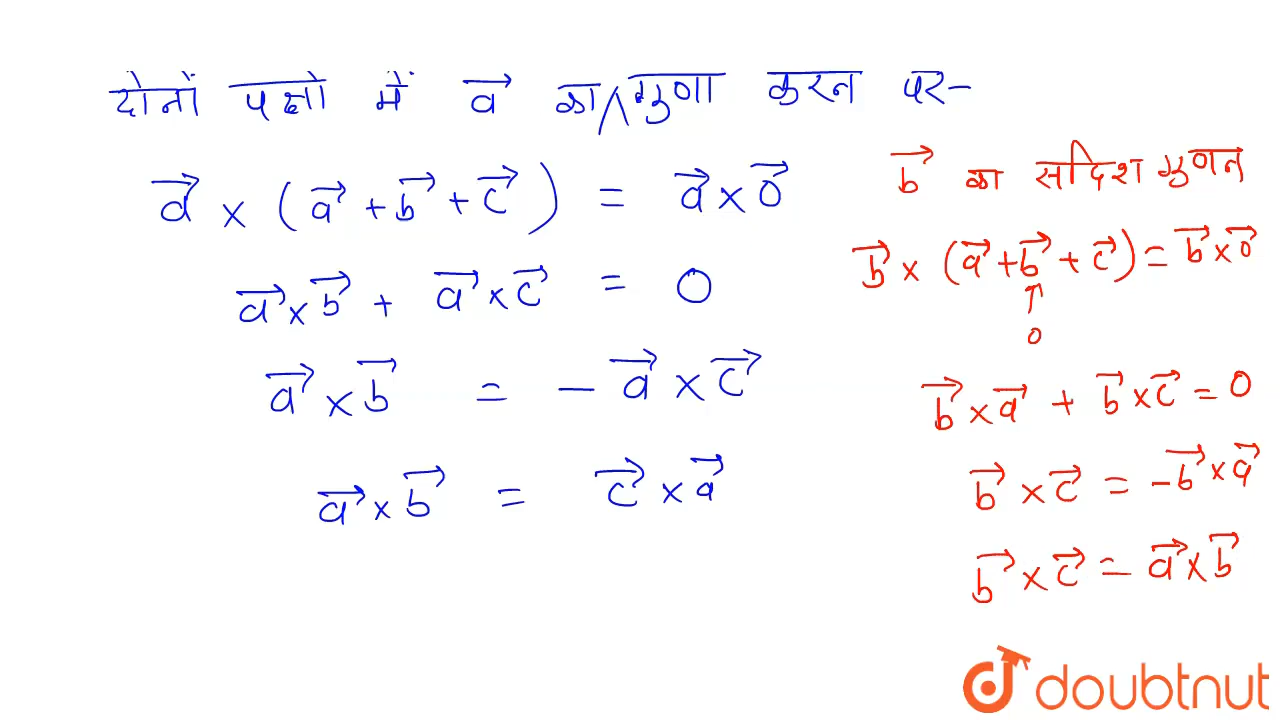 दोनों पक्षो में a⃗ का ∧ गुणा करन पर-
a⃗ × (a⃗ + b⃗ + c⃗) = a⃗ × 0⃗
a⃗ × b⃗ + a⃗ × c⃗ = 0
a⃗ × b⃗ = - a⃗ × c⃗
a⃗ × b⃗ = c⃗ × a⃗
b⃗ का सदिश गुणन
b⃗ × (a⃗ + b⃗ + c⃗) = b⃗ × 0⃗
↑
0
b⃗ × a⃗ + b⃗ × c⃗ = 0
b⃗ × c⃗ = - b⃗ × a⃗
b⃗ × c⃗ = a⃗ × b⃗
doubtnut